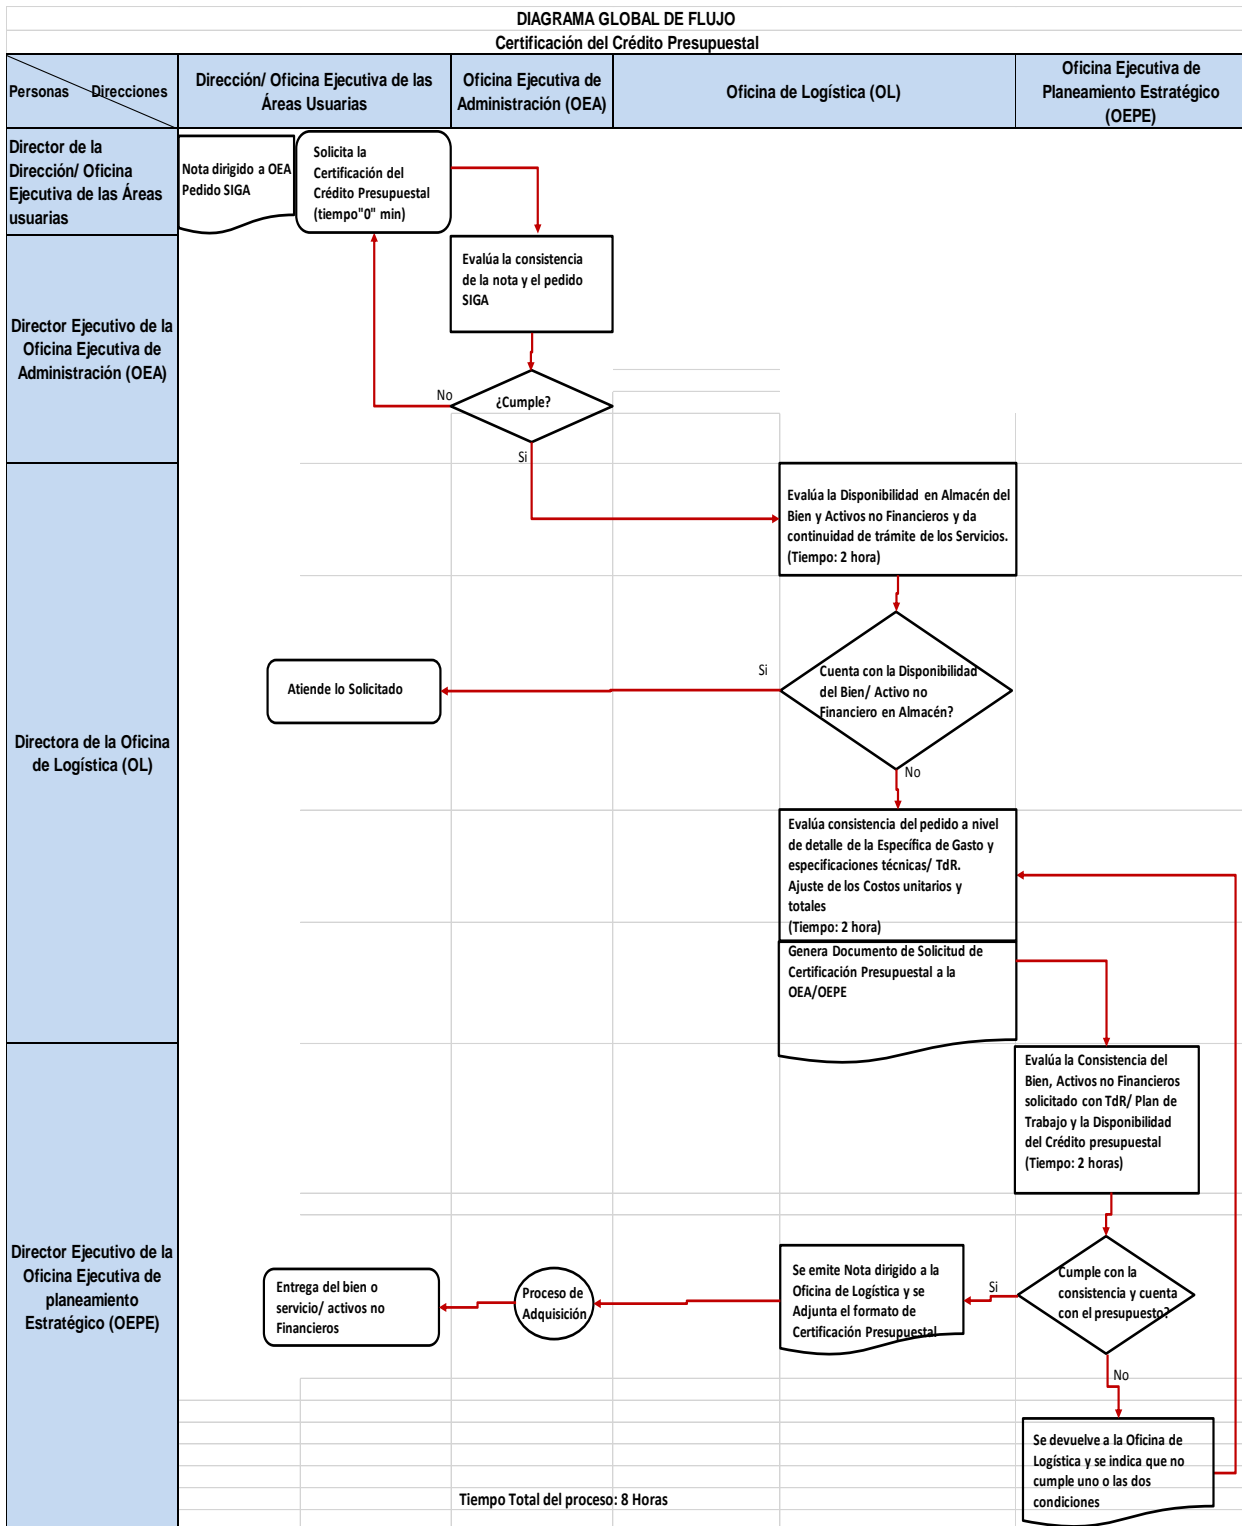 DIAGRAMA GLOBAL DE FLUJO
Certificación del Crédito Presupuestal
Personas
Direcciones
Dirección/ Oficina Ejecutiva de las
Áreas Usuarias
Oficina Ejecutiva de
Administración (OEA)
Oficina de Logística (OL)
Oficina Ejecutiva de
Planeamiento Estratégico
(OEPE)
Director de la
Dirección/ Oficina
Ejecutiva de las Áreas
usuarias
Nota dirigido a OEA
Pedido SIGA
Solicita la
Certificación del
Crédito Presupuestal
(tiempo"0" min)
Director Ejecutivo de la
Oficina Ejecutiva de
Administración (OEA)
Evalúa la consistencia
de la nota y el pedido
SIGA
No
¿Cumple?
Si
Directora de la Oficina
de Logística (OL)
Evalúa la Disponibilidad en Almacén del
Bien y Activos no Financieros y da
continuidad de trámite de los Servicios.
(Tiempo: 2 hora)
Atiende lo Solicitado
Si
Cuenta con la Disponibilidad
del Bien/ Activo no
Financiero en Almacén?
No
Evalúa consistencia del pedido a nivel
de detalle de la Específica de Gasto y
especificaciones técnicas/ TdR.
Ajuste de los Costos unitarios y
totales
(Tiempo: 2 hora)
Genera Documento de Solicitud de
Certificación Presupuestal a la
OEA/OEPE
Director Ejecutivo de la
Oficina Ejecutiva de
planeamiento
Estratégico (OEPE)
Evalúa la Consistencia del
Bien, Activos no Financieros
solicitado con TdR/ Plan de
Trabajo y la Disponibilidad
del Crédito presupuestal
(Tiempo: 2 horas)
Entrega del bien o
servicio/ activos no
Financieros
Proceso de
Adquisición
Se emite Nota dirigido a la
Oficina de Logística y se
Adjunta el formato de
Certificación Presupuestal
Si
Cumple con la
consistencia y cuenta
con el presupuesto?
No
Se devuelve a la Oficina de
Logística y se indica que no
cumple uno o las dos
condiciones
Tiempo Total del proceso: 8 Horas